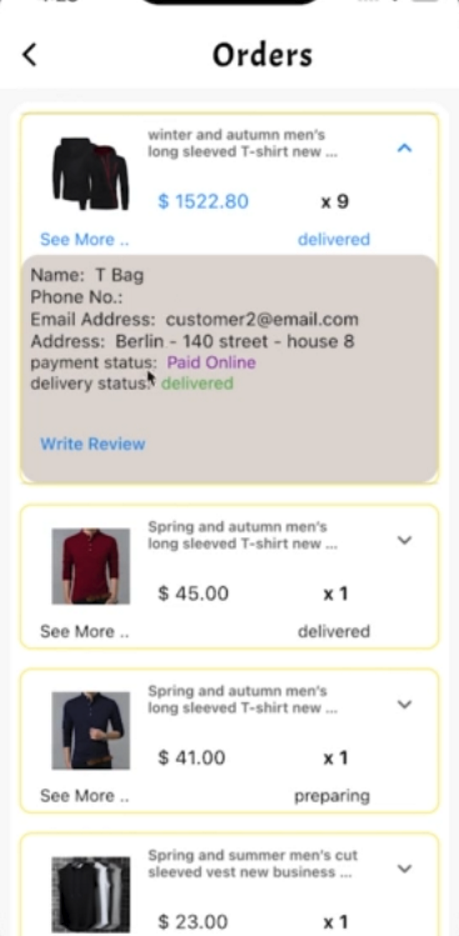 Orders
winter and autumn men's
long sleeved T-shirt new ...
$ 1522.80 x 9
See More .. delivered
Name: T Bag
Phone No.:
Email Address: customer2@email.com
Address: Berlin - 140 street - house 8
payment status: Paid Online
delivery status: delivered
Write Review
Spring and autumn men's
long sleeved T-shirt new ...
$ 45.00 x 1
See More .. delivered
Spring and autumn men's
long sleeved T-shirt new ...
$ 41.00 x 1
See More .. preparing
Spring and summer men's cut
sleeved vest new business ...
$ 23.00 x 1